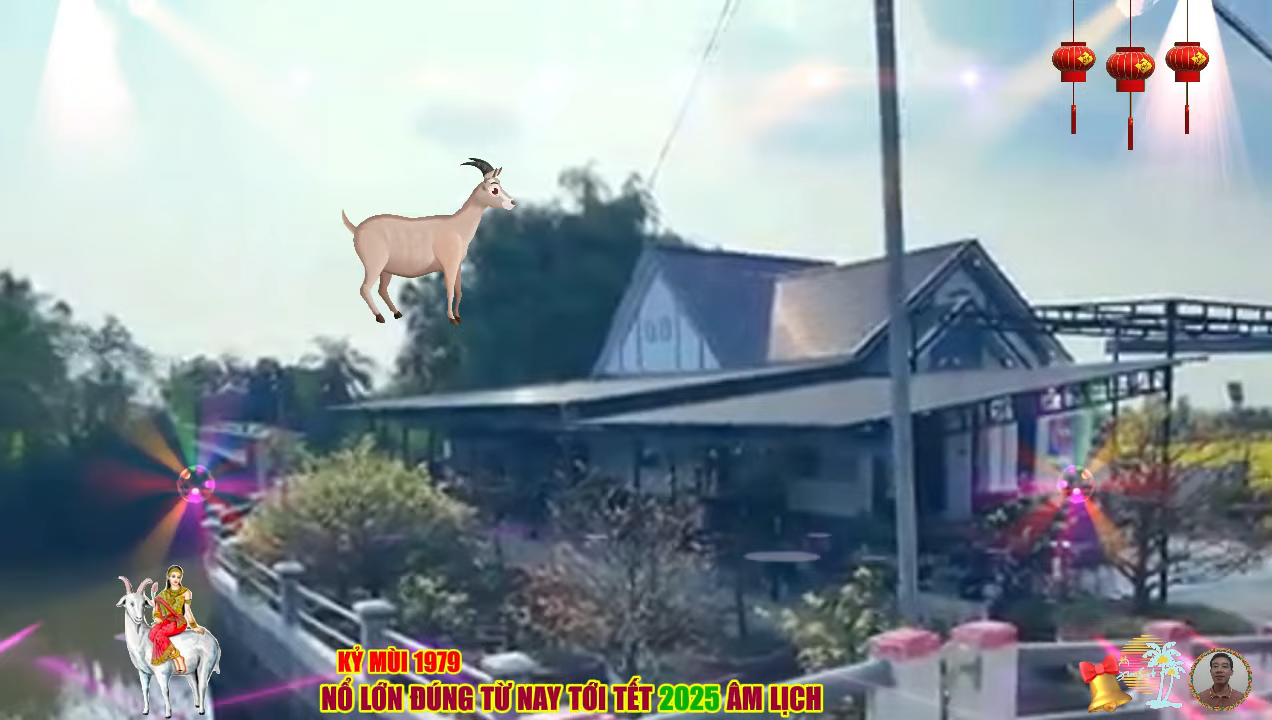 KỶ MÙI 1979
NỔ LỚN ĐÚNG TỪ NAY TỚI TẾT 2025 ÂM LỊCH